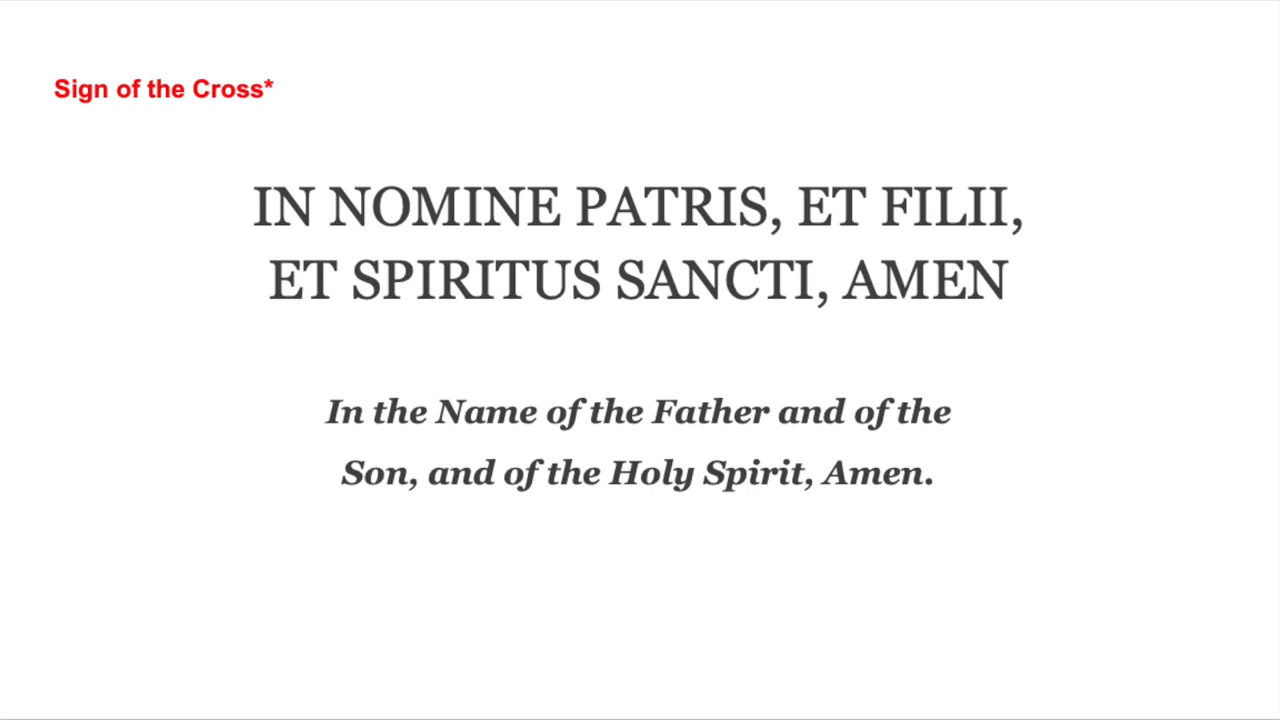 Sign of the Cross*
IN NOMINE PATRIS, ET FILII,
ET SPIRITUS SANCTI, AMEN
In the Name of the Father and of the
Son, and of the Holy Spirit, Amen.